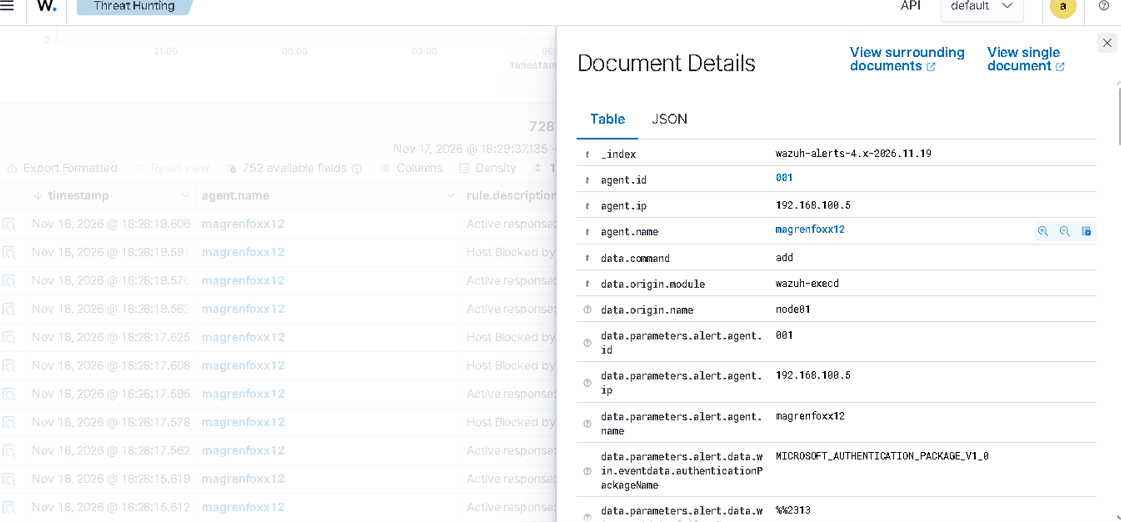 W.
Threat Hunting
API
default
a
0
21:00
00:00
03:00
06
timestam
728
Nov 17, 2026 @ 18:29:37.135 -
Export Formatted
Reset view
752 available fields
Columns
Density
1
timestamp
agent.name
rule.description
Nov 18, 2026 @ 18:28:19.606
magrenfoxx12
Active response:
Nov 18, 2026 @ 18:28:19.591
magrenfoxx12
Host Blocked by
Nov 18, 2026 @ 18:28:19.576
magrenfoxx12
Active response:
Nov 18, 2026 @ 18:28:19.562
magrenfoxx12
Active response:
Nov 18, 2026 @ 18:28:17.625
magrenfoxx12
Host Blocked by
Nov 18, 2026 @ 18:28:17.608
magrenfoxx12
Active response:
Nov 18, 2026 @ 18:28:17.595
magrenfoxx12
Active response:
Nov 18, 2026 @ 18:28:17.578
magrenfoxx12
Host Blocked by
Nov 18, 2026 @ 18:28:17.562
magrenfoxx12
Active response:
Nov 18, 2026 @ 18:28:15.619
magrenfoxx12
Active response:
Nov 18, 2026 @ 18:28:15.612
magrenfoxx12
Host Blocked by
Document Details
View surrounding
documents
View single
document
Table
JSON
t _index wazuh-alerts-4.x-2026.11.19
t agent.id 001
t agent.ip 192.168.100.5
t agent.name magrenfoxx12
t data.command add
t data.origin.module wazuh-execd
data.origin.name node01
data.parameters.alert.agent. 001
id
data.parameters.alert.agent. 192.168.100.5
ip
data.parameters.alert.agent. magrenfoxx12
name
data.parameters.alert.data.w MICROSOFT_AUTHENTICATION_PACKAGE_V1_0
in.eventdata.authenticationP
ackageName
data.parameters.alert.data.w %%2313